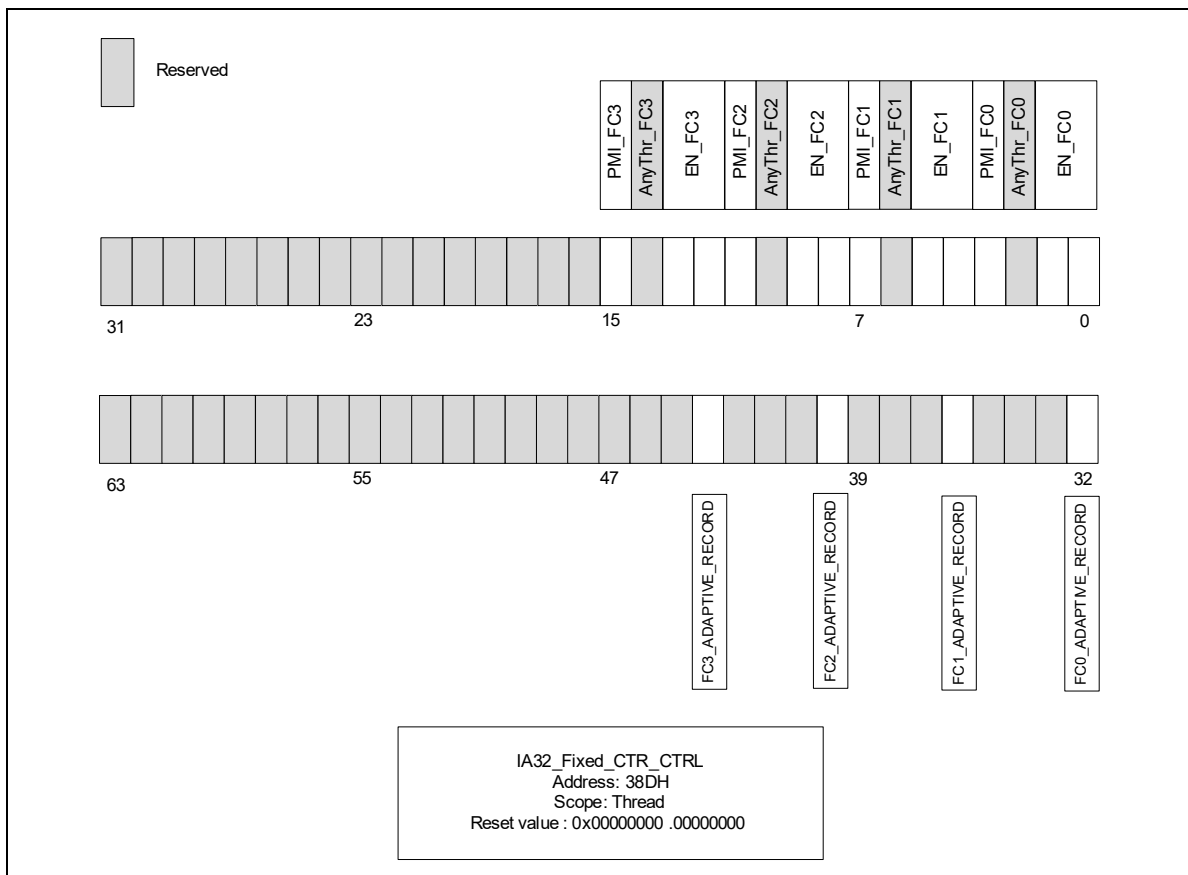 Reserved
PMI_FC3
AnyThr_FC3
EN_FC3
PMI_FC2
AnyThr_FC2
EN_FC2
PMI_FC1
AnyThr_FC1
EN_FC1
PMI_FC0
AnyThr_FC0
EN_FC0
31 23 15 7 0
63 55 47 39 32
FC3_ADAPTIVE_RECORD
FC2_ADAPTIVE_RECORD
FC1_ADAPTIVE_RECORD
FC0_ADAPTIVE_RECORD
IA32_Fixed_CTR_CTRL
Address: 38DH
Scope: Thread
Reset value : 0x00000000 .00000000